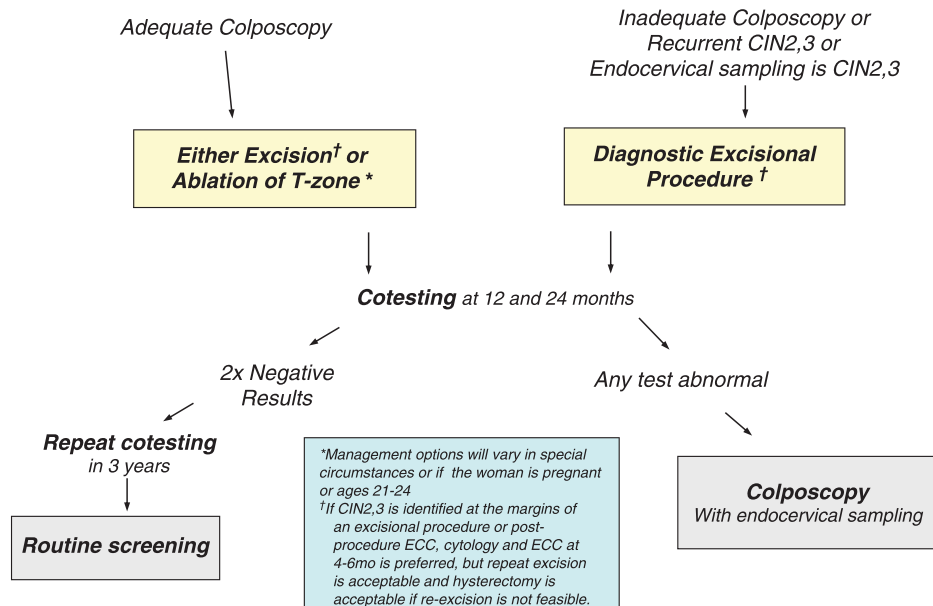 Adequate Colposcopy
Inadequate Colposcopy or
Recurrent CIN2,3 or
Endocervical sampling is CIN2,3
Either Excision† or
Ablation of T-zone *
Diagnostic Excisional
Procedure †
Cotesting at 12 and 24 months
2x Negative
Results
Any test abnormal
Repeat cotesting
in 3 years
Routine screening
*Management options will vary in special
circumstances or if the woman is pregnant
or ages 21-24
†If CIN2,3 is identified at the margins of
an excisional procedure or post-
procedure ECC, cytology and ECC at
4-6mo is preferred, but repeat excision
is acceptable and hysterectomy is
acceptable if re-excision is not feasible.
Colposcopy
With endocervical sampling